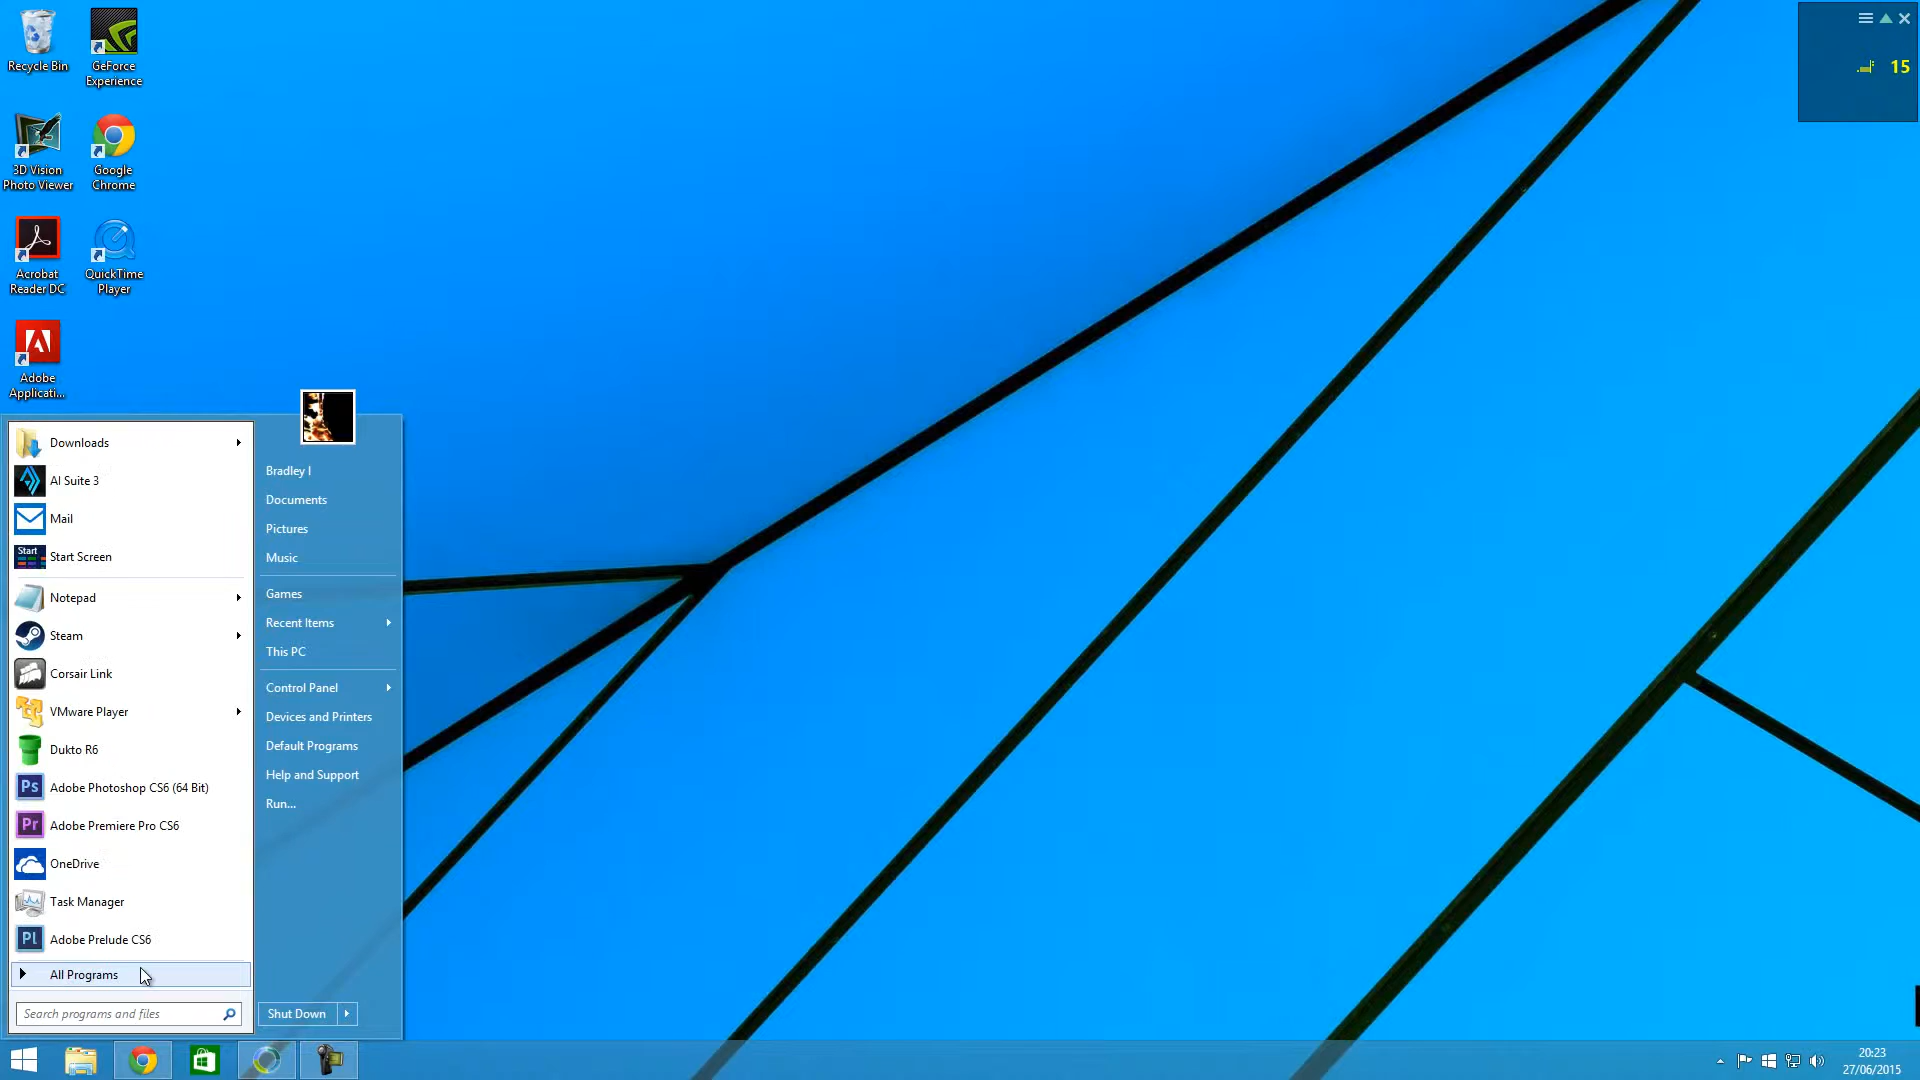 Recycle Bin
GeForce
Experience
3D Vision
Photo Viewer
Google
Chrome
Acrobat
Reader DC
QuickTime
Player
Adobe
Applicati...
15
Downloads
AI Suite 3
Mail
Start
Start Screen
Notepad
Steam
Corsair Link
VMware Player
Dukto R6
Ps
Adobe Photoshop CS6 (64 Bit)
Pr
Adobe Premiere Pro CS6
OneDrive
Task Manager
Pl
Adobe Prelude CS6
All Programs
Search programs and files
Bradley I
Documents
Pictures
Music
Games
Recent Items
This PC
Control Panel
Devices and Printers
Default Programs
Help and Support
Run...
Shut Down
20:23
27/06/2015